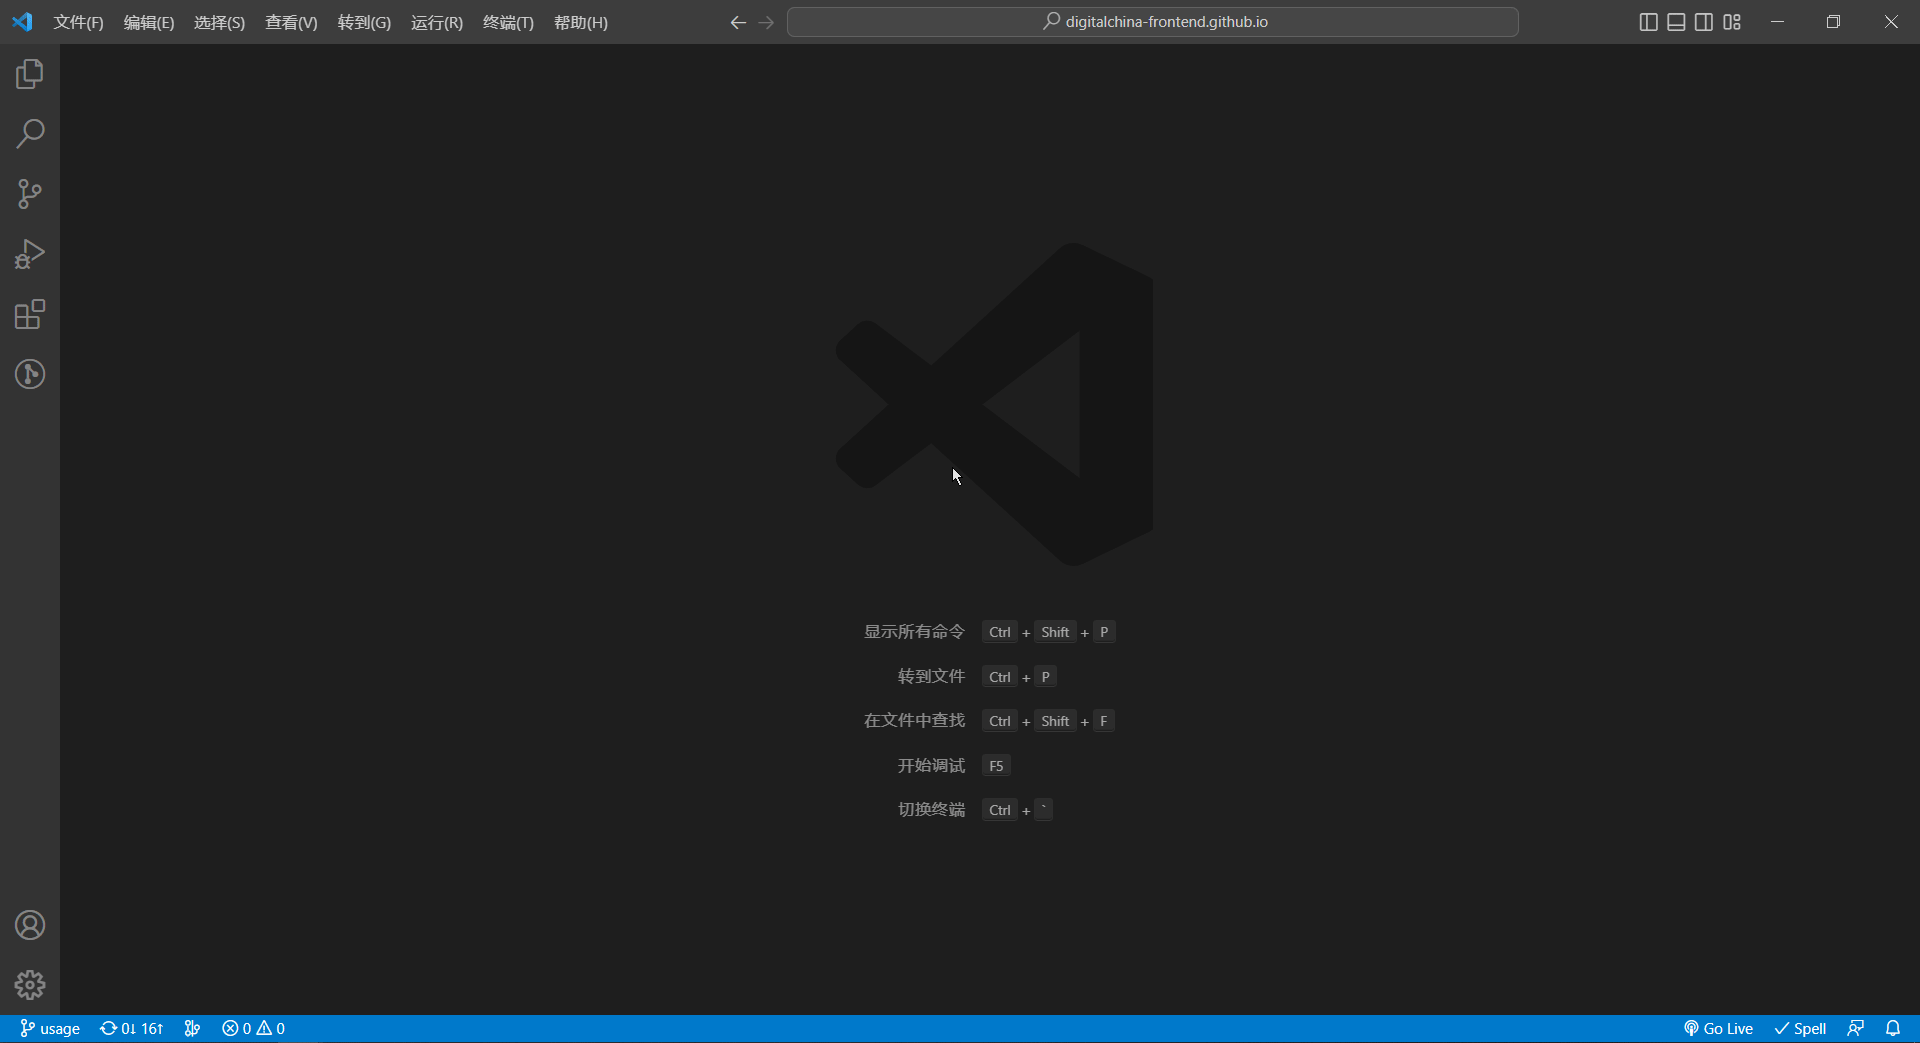 文件(F) 编辑(E) 选择(S) 查看(V) 转到(G) 运行(R) 终端(T) 帮助(H) digitalchina-frontend.github.io
显示所有命令 Ctrl + Shift + P
转到文件 Ctrl + P
在文件中查找 Ctrl + Shift + F
开始调试 F5
切换终端 Ctrl + `
usage 0↓ 16↑ 0 0 Go Live Spell